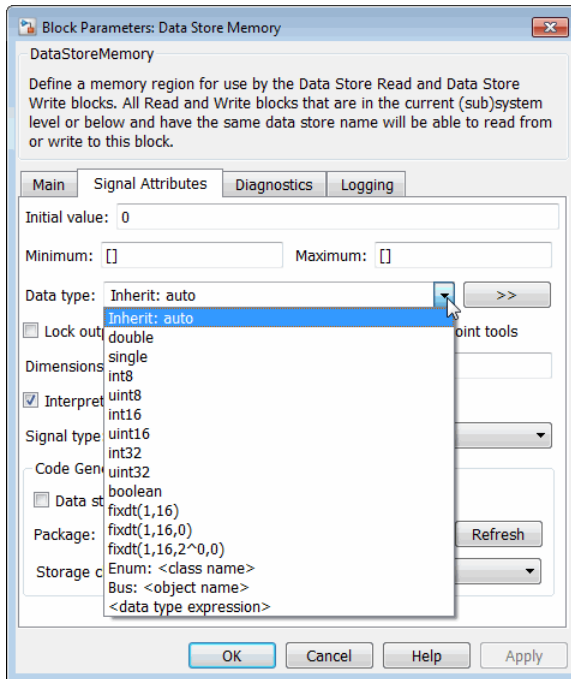 Block Parameters: Data Store Memory
DataStoreMemory
Define a memory region for use by the Data Store Read and Data Store
Write blocks. All Read and Write blocks that are in the current (sub)system
level or below and have the same data store name will be able to read from
or write to this block.
Main Signal Attributes Diagnostics Logging
Initial value: 0
Minimum: [] Maximum: []
Data type: Inherit: auto >>
Inherit: auto
Lock out oint tools
double
single
Dimensions
int8
uint8
Interpret
int16
uint16
Signal type
int32
Code Gen
uint32
boolean
Data st
fixdt(1,16)
Package: fixdt(1,16,0) Refresh
fixdt(1,16,2^0,0)
Storage c Enum: <class name>
Bus: <object name>
<data type expression>
OK Cancel Help Apply